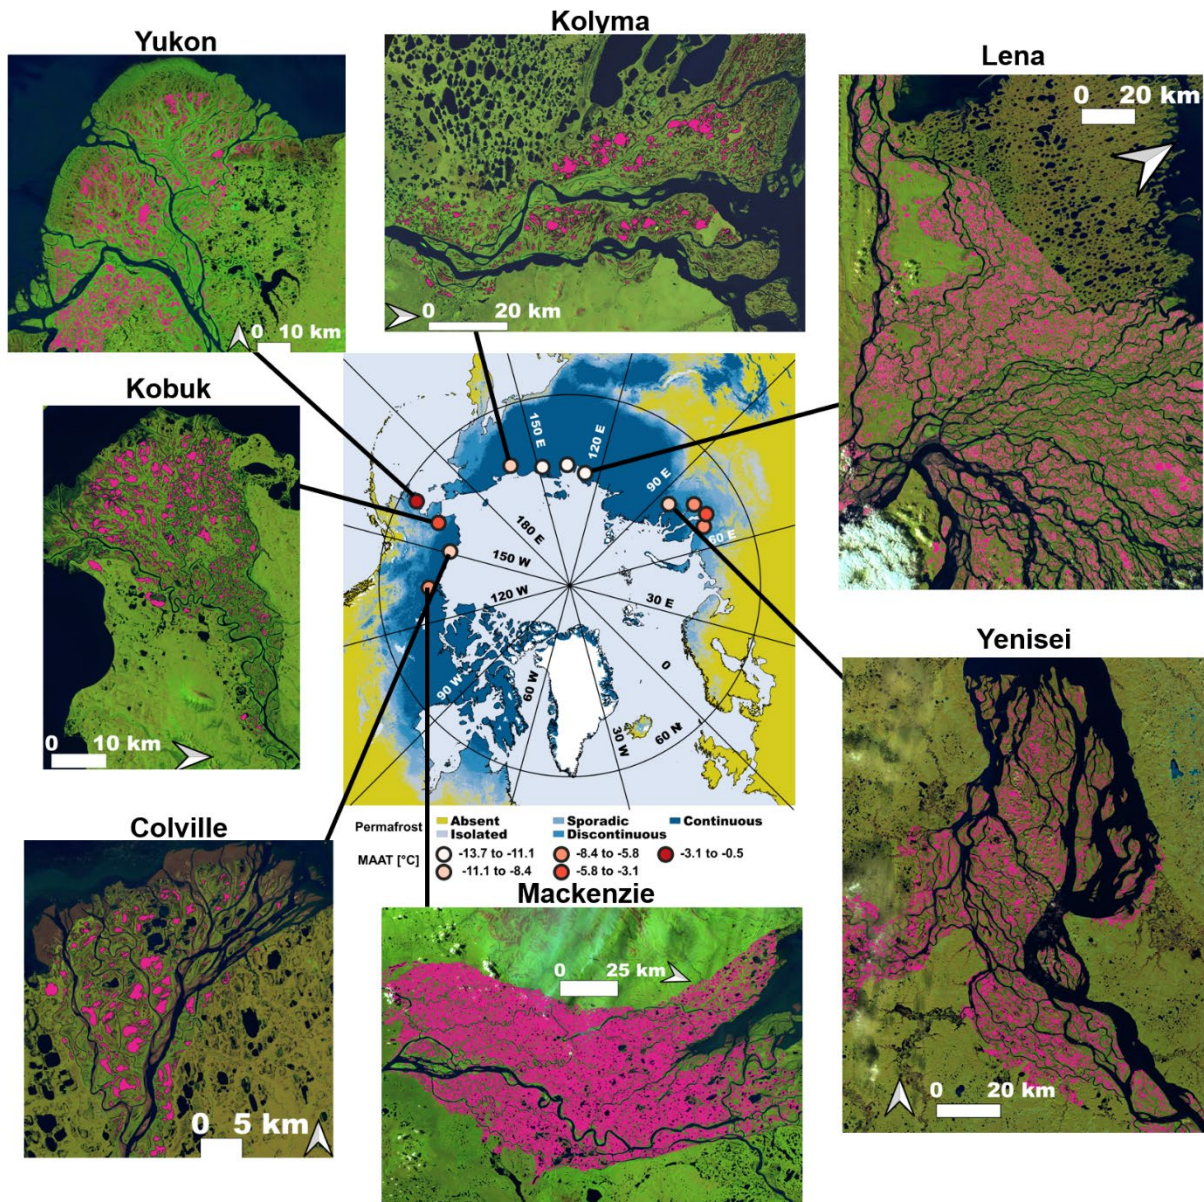 Yukon
Kolyma
Lena
0 10 km
0 20 km
0 20 km
Kobuk
0 10 km
150 E
120 E
90 E
60 E
180 E
150 W
120 W
30 E
0
90 W
60 W
30 W
60 N
Yenisei
0 20 km
Colville
0 5 km
Permafrost
Absent
Sporadic
Continuous
Isolated
Discontinuous
MAAT [°C]
-13.7 to -11.1
-8.4 to -5.8
-3.1 to -0.5
-11.1 to -8.4
-5.8 to -3.1
Mackenzie
0 25 km